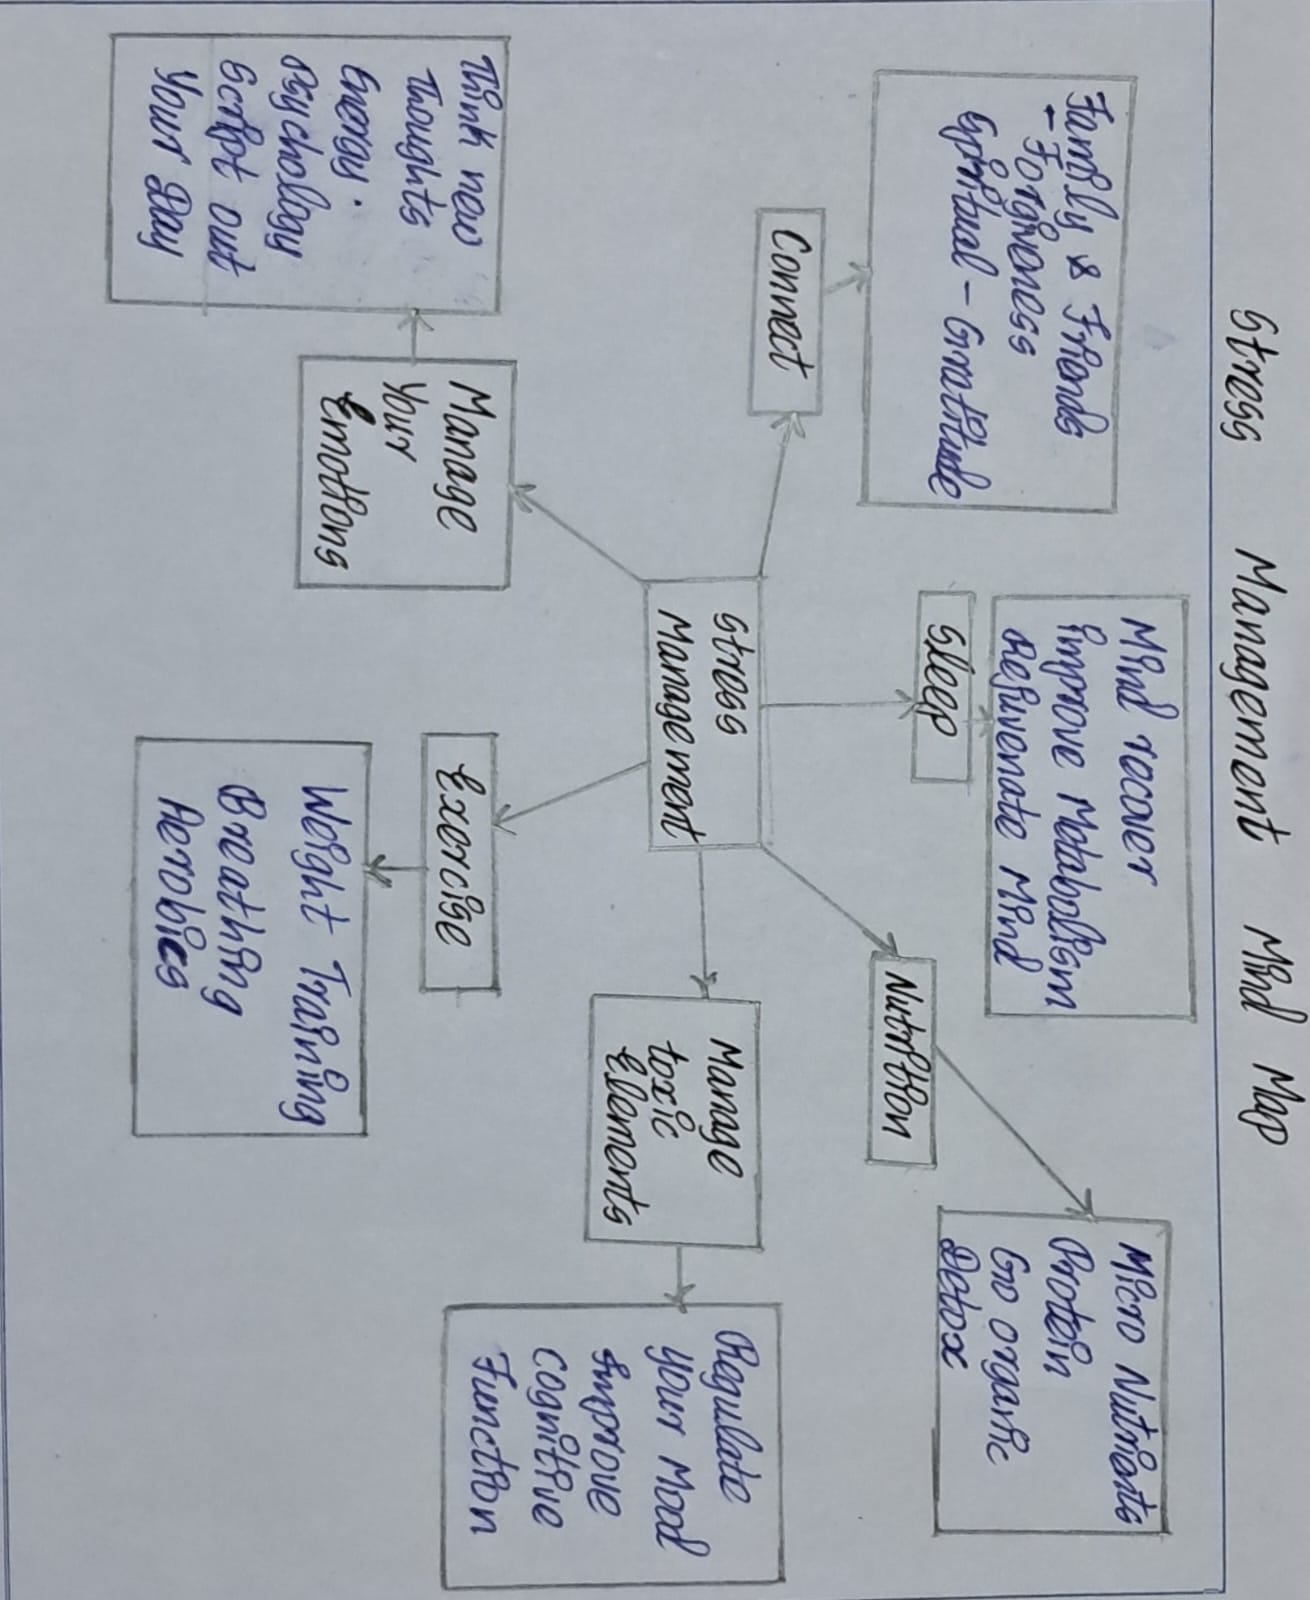 Stress Management Mind Map
Family & Friends
- Forgiveness
Spritual - Gratitude
Connect
Mind recover
improve Metabolism
Rejuvenate Mind
Sleep
Micro Nutrients
Protein
Go organic
Detox
Nutrition
Stress
Management
Manage
Your
Emotions
Think new
Thoughts
Energy.
Psychology
Script out
Your Day
Exercise
Weight Training
Breathing
Aerobics
Manage
toxic
Elements
Regulate
your Mood
Improve
Cognitive
Function